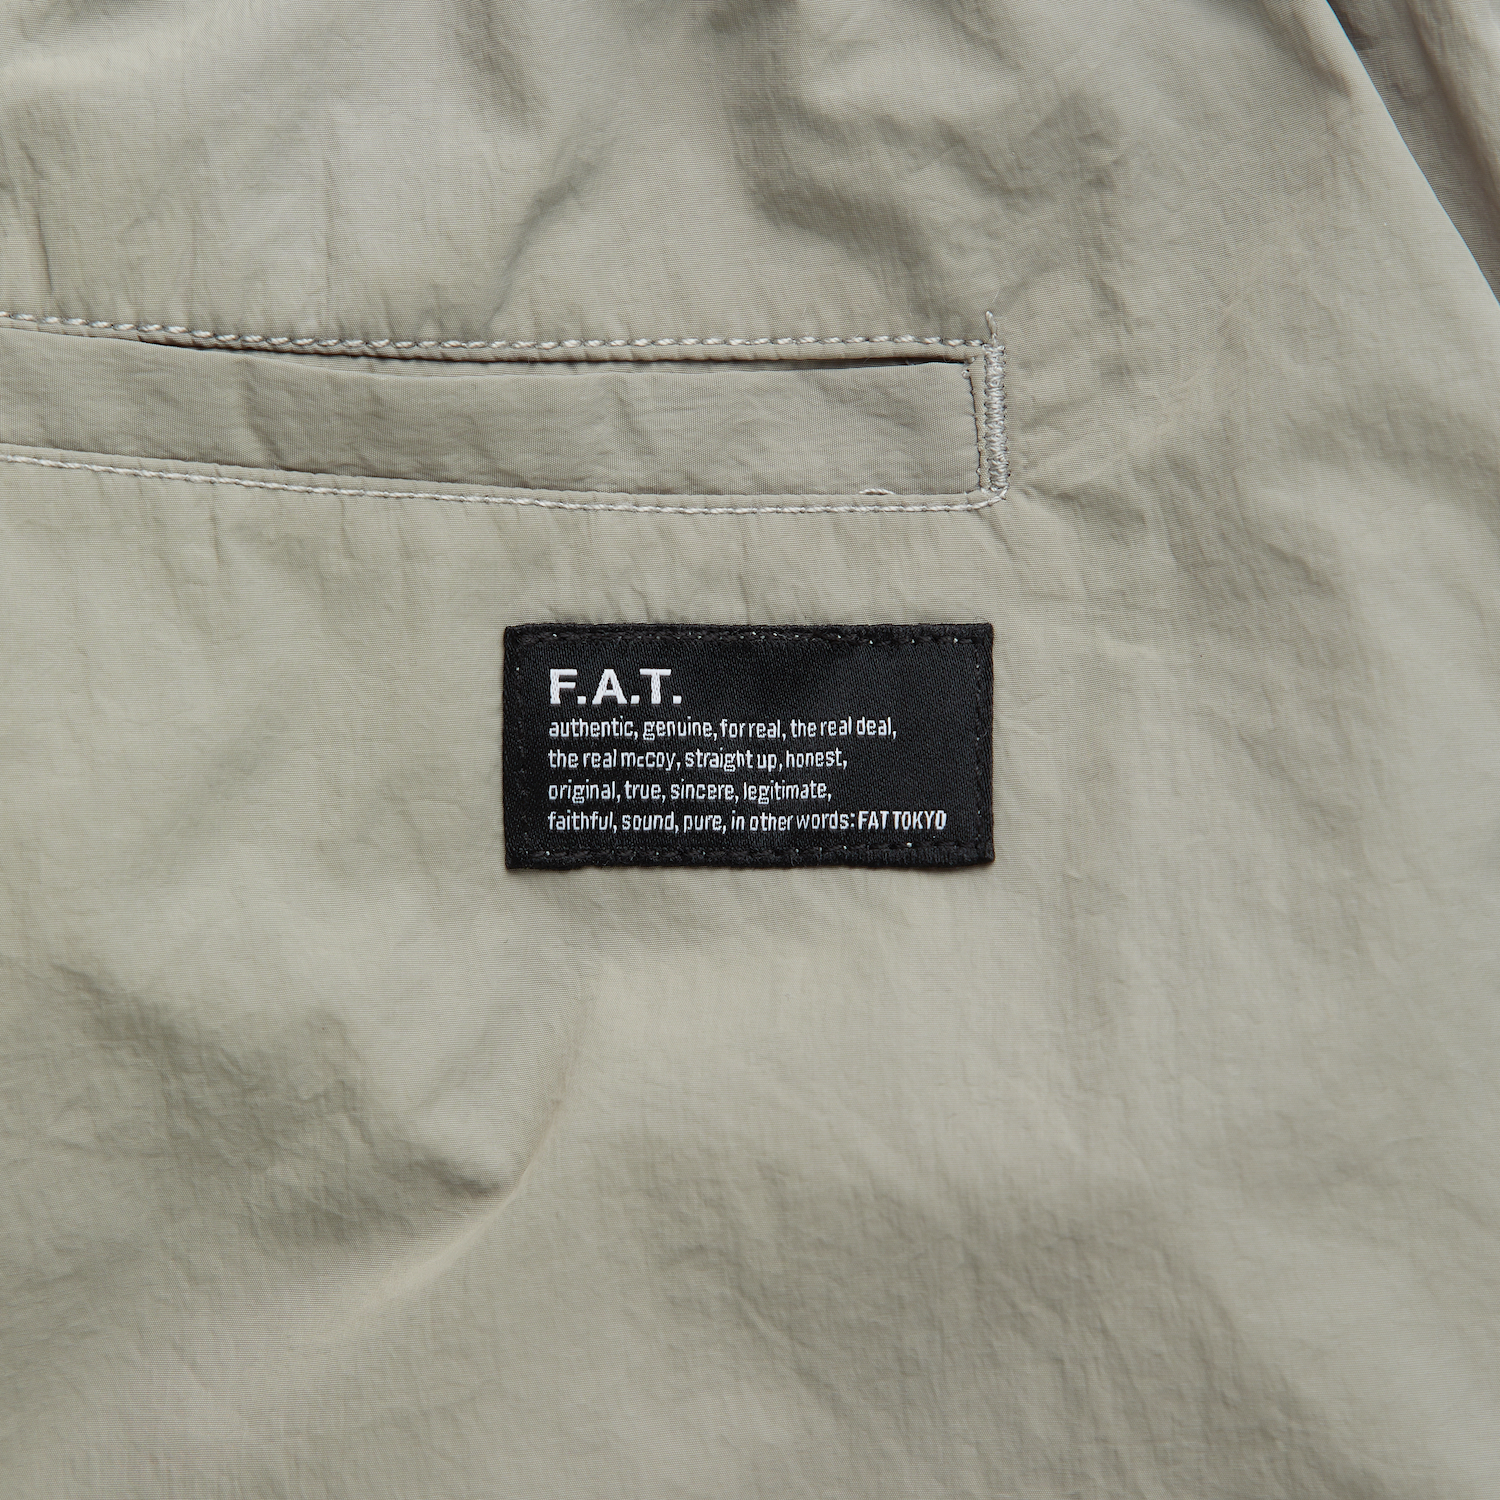 F.A.T.
authentic, genuine, for real, the real deal,
the real mccoy, straight up, honest,
original, true, sincere, legitimate,
faithful, sound, pure, in other words: FAT TOKYO